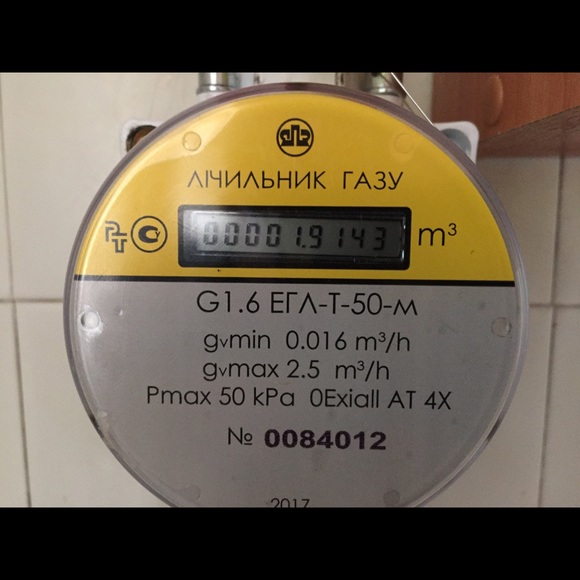 ЛІЧИЛЬНИК ГАЗУ
00001.9143 m³
G1.6 ЕГЛ-Т-50-м
gvmin 0.016 m³/h
gvmax 2.5 m³/h
Pmax 50 kPa 0ExiaII AT 4X
№ 0084012
2017